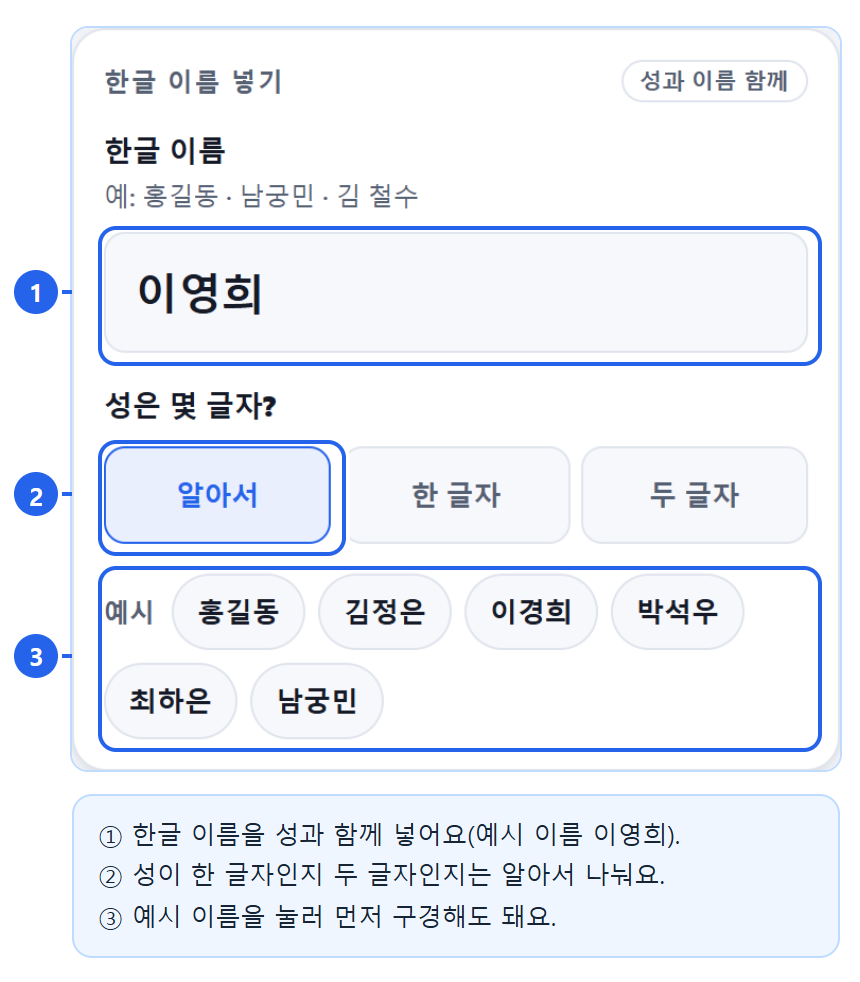 한글 이름 넣기
성과 이름 함께
한글 이름
예: 홍길동 · 남궁민 · 김 철수
1
이영희
성은 몇 글자?
2
알아서 한 글자 두 글자
3
예시 홍길동 김정은 이경희 박석우
최하은 남궁민
① 한글 이름을 성과 함께 넣어요(예시 이름 이영희).
② 성이 한 글자인지 두 글자인지는 알아서 나눠요.
③ 예시 이름을 눌러 먼저 구경해도 돼요.